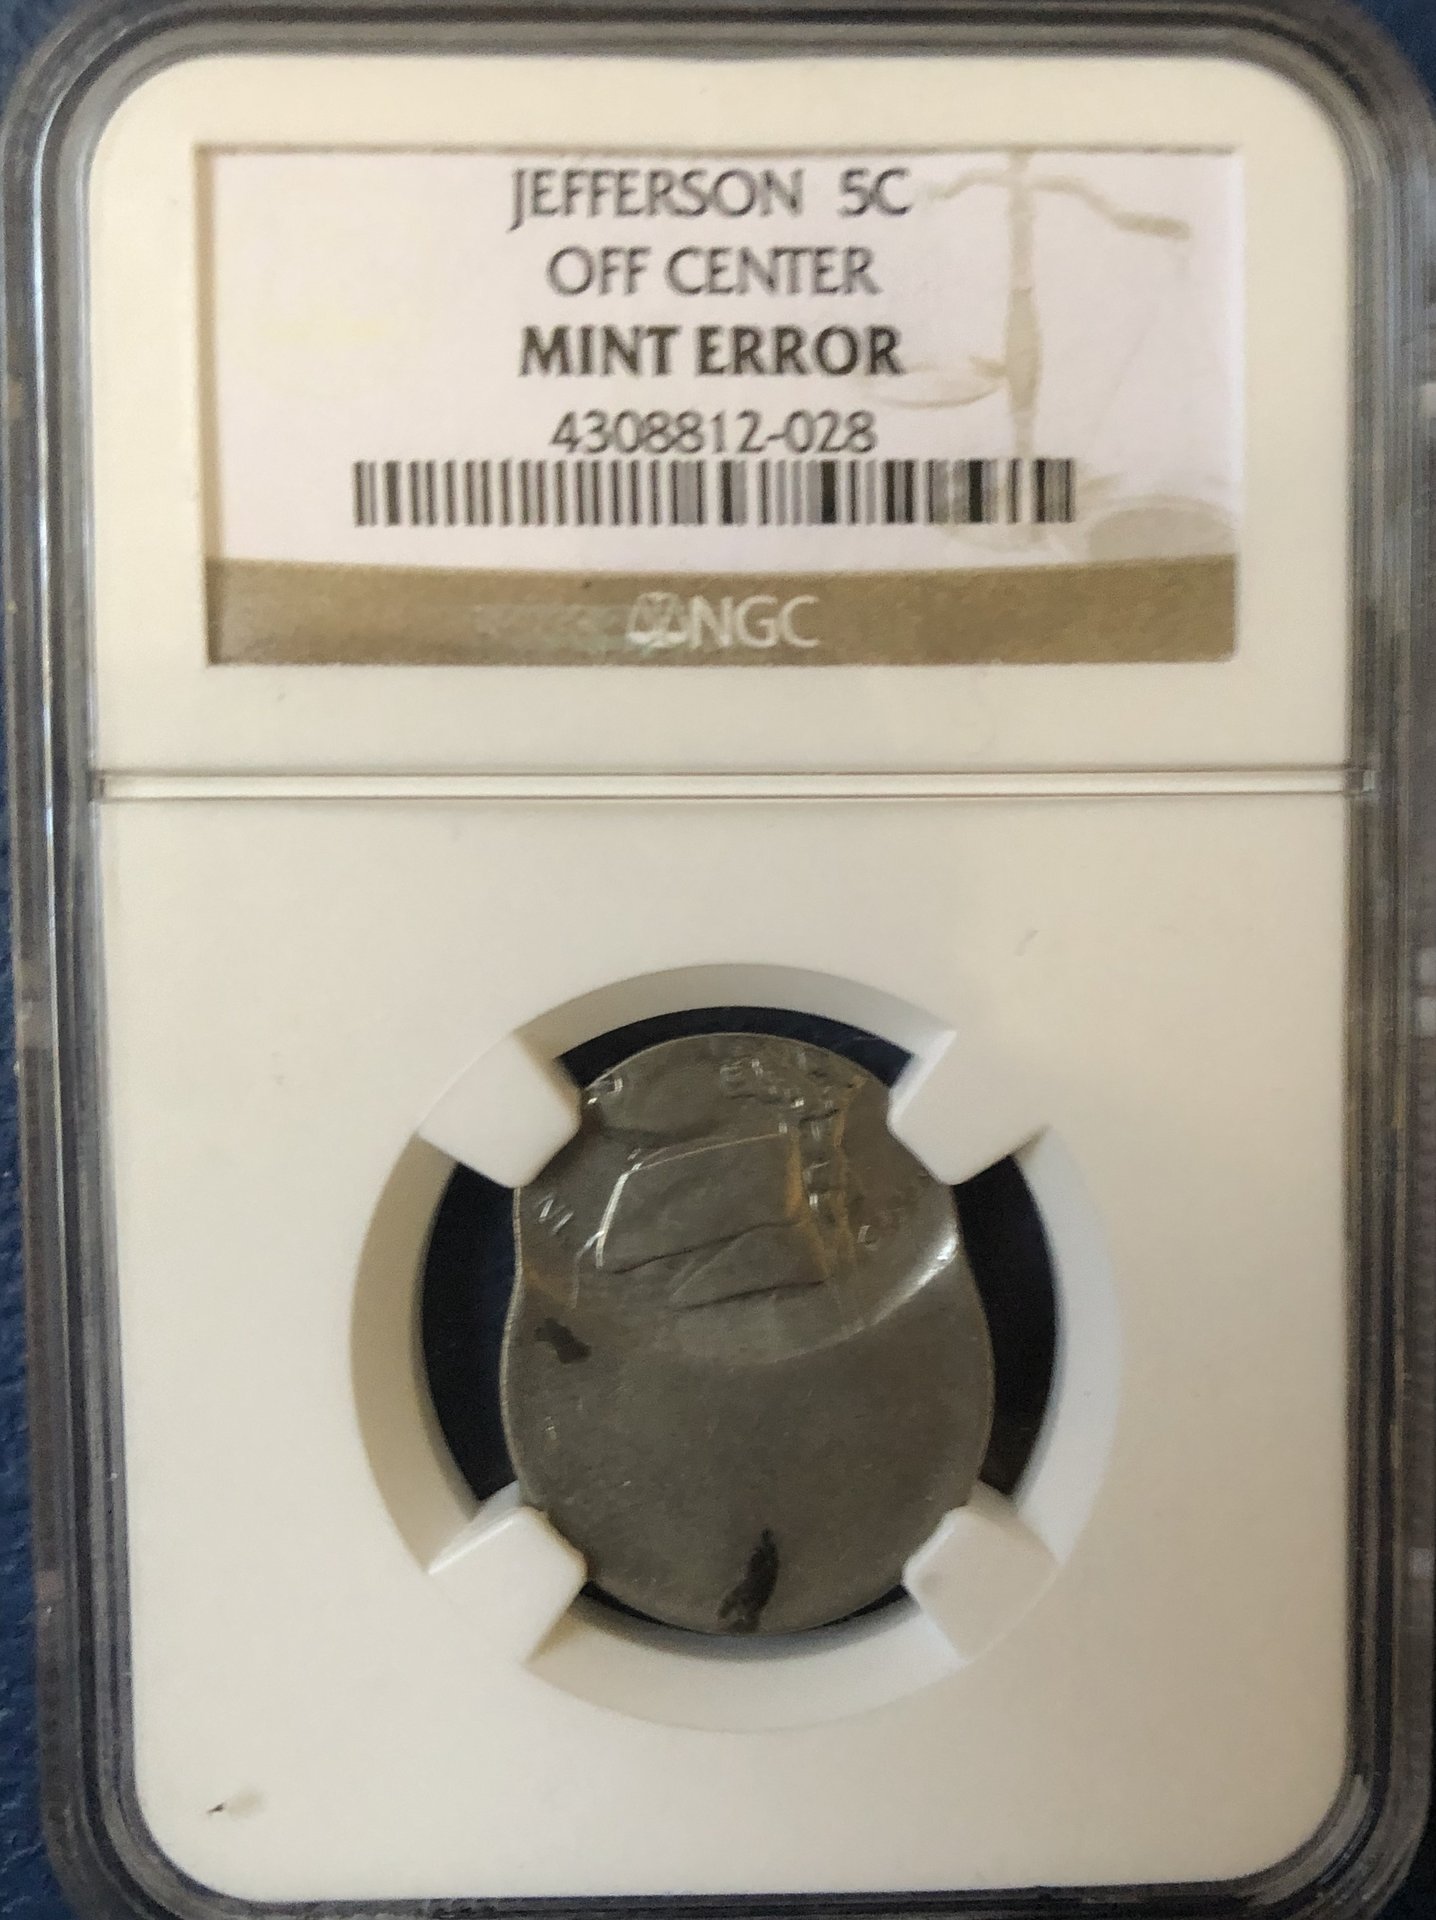 JEFFERSON 5C
OFF CENTER
MINT ERROR
4308812-028
NGC